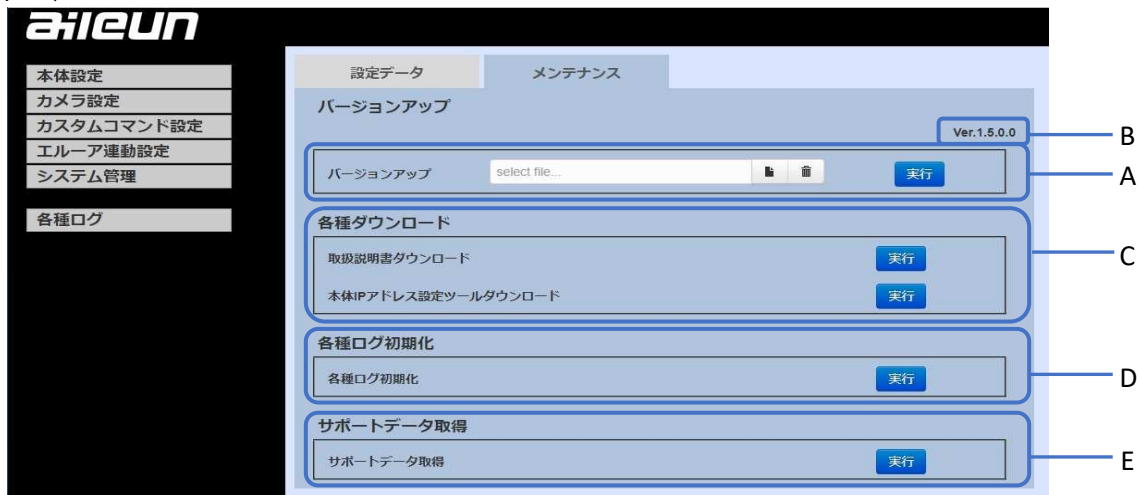 aileun
本体設定
カメラ設定
カスタムコマンド設定
エルーア連動設定
システム管理
各種ログ
設定データ メンテナンス
バージョンアップ
Ver.1.5.0.0
B
バージョンアップ select file... 実行
A
各種ダウンロード
取扱説明書ダウンロード 実行
C
本体IPアドレス設定ツールダウンロード 実行
各種ログ初期化
各種ログ初期化 実行
D
サポートデータ取得
サポートデータ取得 実行
E